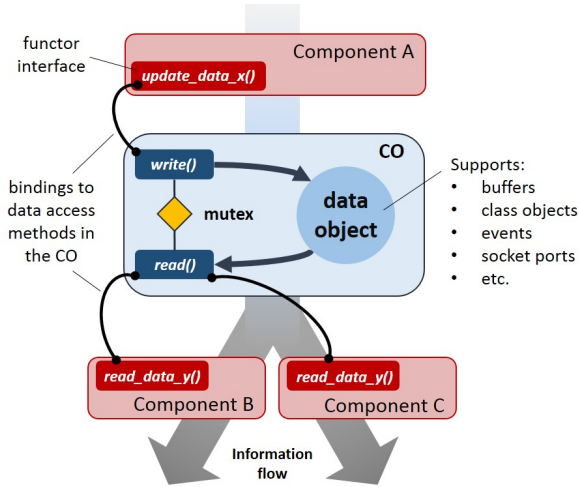 functor
interface
Component A
update_data_x()
CO
write()
data
object
mutex
read()
bindings to
data access
methods in
the CO
Supports:
• buffers
• class objects
• events
• socket ports
• etc.
read_data_y()
Component B
read_data_y()
Component C
Information
flow